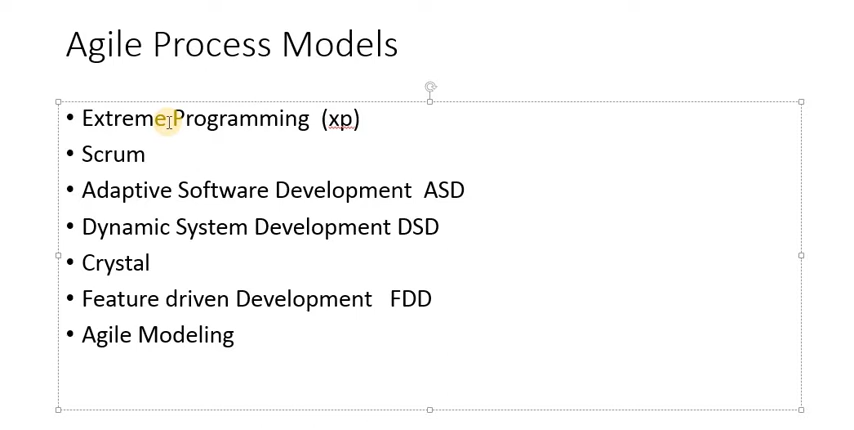 Agile Process Models
• Extreme Programming (xp)
• Scrum
• Adaptive Software Development ASD
• Dynamic System Development DSD
• Crystal
• Feature driven Development FDD
• Agile Modeling